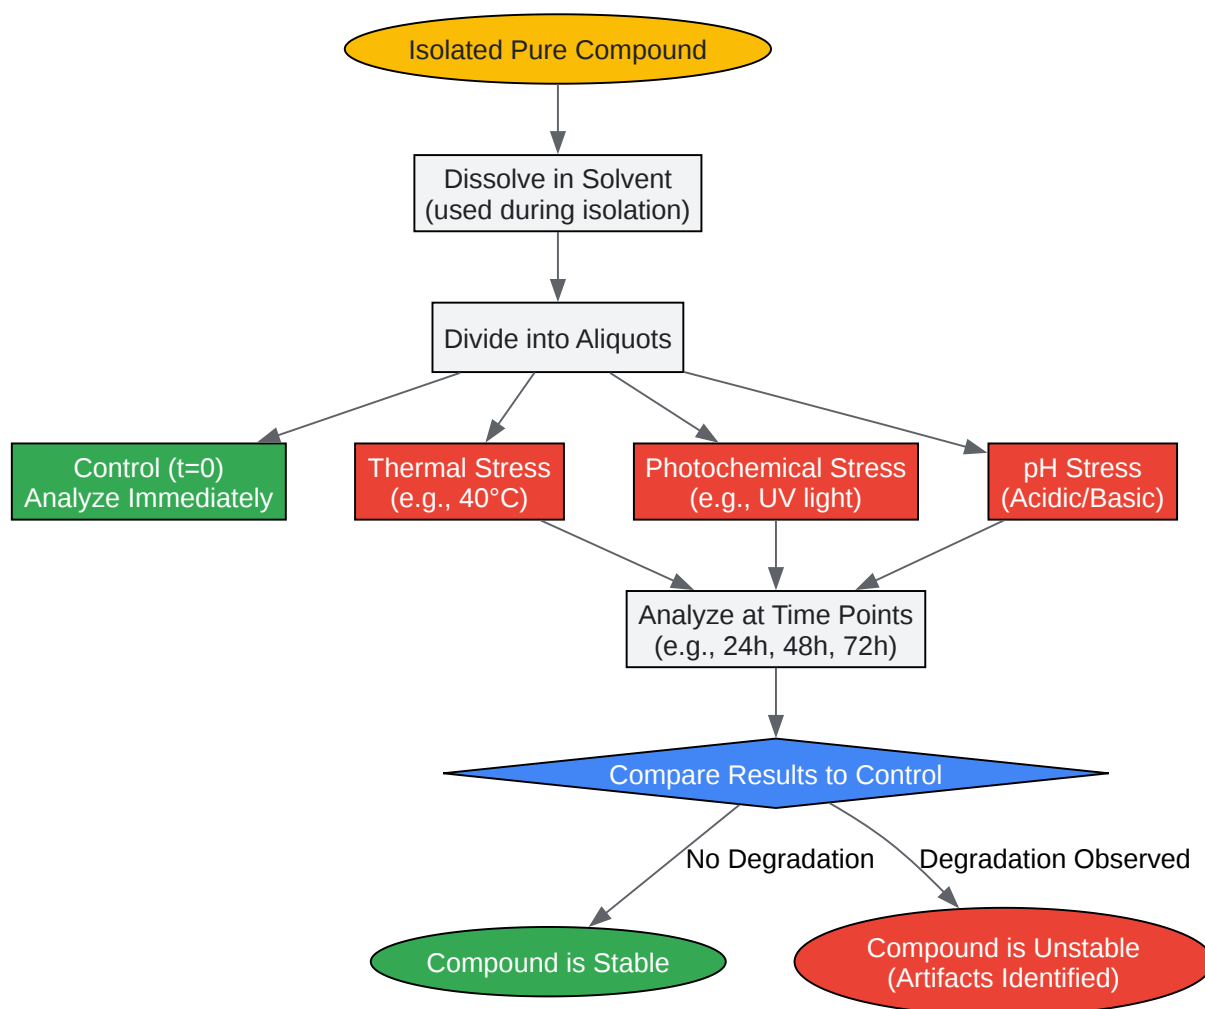 Isolated Pure Compound
Dissolve in Solvent
(used during isolation)
Divide into Aliquots
Control (t=0)
Analyze Immediately
Thermal Stress
(e.g., 40°C)
Photochemical Stress
(e.g., UV light)
pH Stress
(Acidic/Basic)
Analyze at Time Points
(e.g., 24h, 48h, 72h)
Compare Results to Control
No Degradation
Degradation Observed
Compound is Stable
Compound is Unstable
(Artifacts Identified)